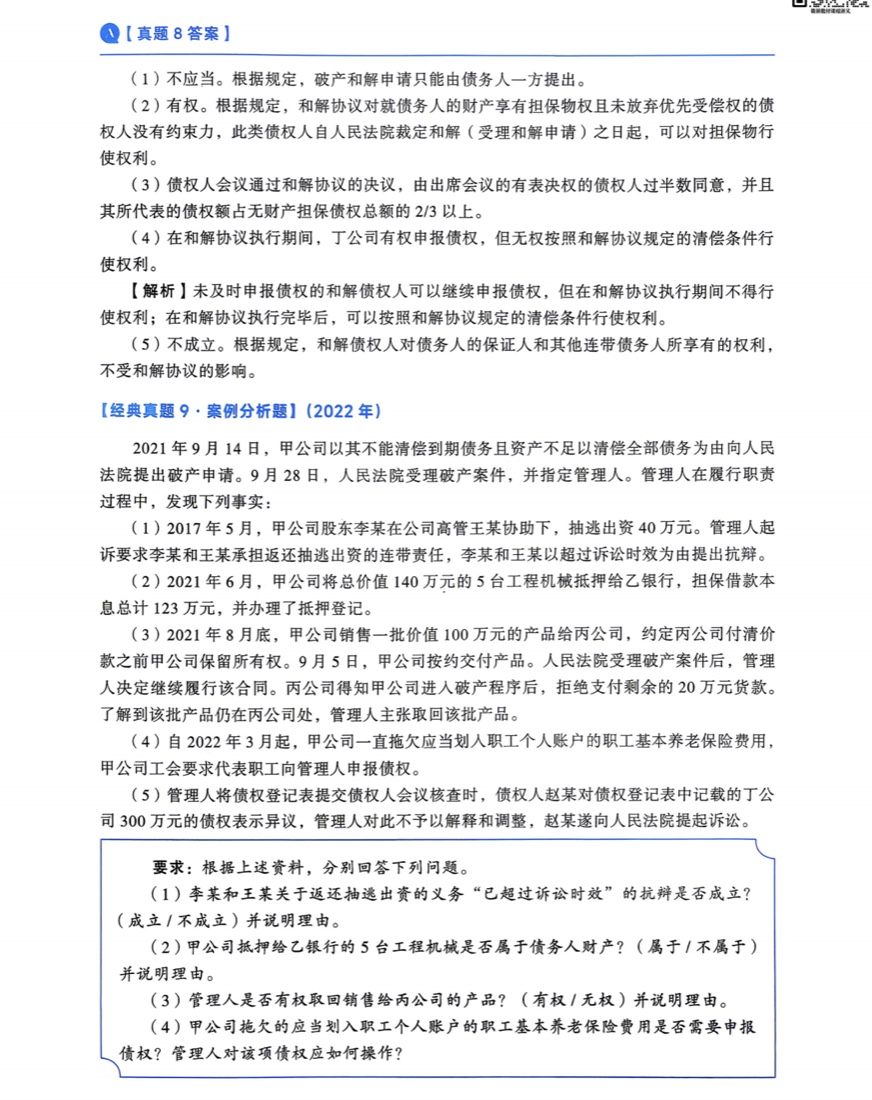 【真题 8 答案】
（1）不应当。根据规定，破产和解申请只能由债务人一方提出。
（2）有权。根据规定，和解协议对就债务人的财产享有担保物权且未放弃优先受偿权的债
权人没有约束力，此类债权人自人民法院裁定和解（受理和解申请）之日起，可以对担保物行
使权利。
（3）债权人会议通过和解协议的决议，由出席会议的有表决权的债权人过半数同意，并且
其所代表的债权额占无财产担保债权总额的 2/3 以上。
（4）在和解协议执行期间，丁公司有权申报债权，但无权按照和解协议规定的清偿条件行
使权利。
【解析】未及时申报债权的和解债权人可以继续申报债权，但在和解协议执行期间不得行
使权利；在和解协议执行完毕后，可以按照和解协议规定的清偿条件行使权利。
（5）不成立。根据规定，和解债权人对债务人的保证人和其他连带债务人所享有的权利，
不受和解协议的影响。
【经典真题 9 · 案例分析题】（2022 年）
2021 年 9 月 14 日，甲公司以其不能清偿到期债务且资产不足以清偿全部债务为由向人民
法院提出破产申请。9 月 28 日，人民法院受理破产案件，并指定管理人。管理人在履行职责
过程中，发现下列事实：
（1）2017 年 5 月，甲公司股东李某在公司高管王某协助下，抽逃出资 40 万元。管理人起
诉要求李某和王某承担返还抽逃出资的连带责任，李某和王某以超过诉讼时效为由提出抗辩。
（2）2021 年 6 月，甲公司将总价值 140 万元的 5 台工程机械抵押给乙银行，担保借款本
息总计 123 万元，并办理了抵押登记。
（3）2021 年 8 月底，甲公司销售一批价值 100 万元的产品给丙公司，约定丙公司付清价
款之前甲公司保留所有权。9 月 5 日，甲公司按约交付产品。人民法院受理破产案件后，管理
人决定继续履行该合同。丙公司得知甲公司进入破产程序后，拒绝支付剩余的 20 万元货款。
了解到该批产品仍在丙公司处，管理人主张取回该批产品。
（4）自 2022 年 3 月起，甲公司一直拖欠应当划入职工个人账户的职工基本养老保险费用，
甲公司工会要求代表职工向管理人申报债权。
（5）管理人将债权登记表提交债权人会议核查时，债权人赵某对债权登记表中记载的丁公
司 300 万元的债权表示异议，管理人对此不予以解释和调整，赵某遂向人民法院提起诉讼。
要求：根据上述资料，分别回答下列问题。
（1）李某和王某关于返还抽逃出资的义务“已超过诉讼时效”的抗辩是否成立？
（成立 / 不成立）并说明理由。
（2）甲公司抵押给乙银行的 5 台工程机械是否属于债务人财产？（属于 / 不属于）
并说明理由。
（3）管理人是否有权取回销售给丙公司的产品？（有权 / 无权）并说明理由。
（4）甲公司拖欠的应当划入职工个人账户的职工基本养老保险费用是否需要申报
债权？管理人对该项债权应如何操作？